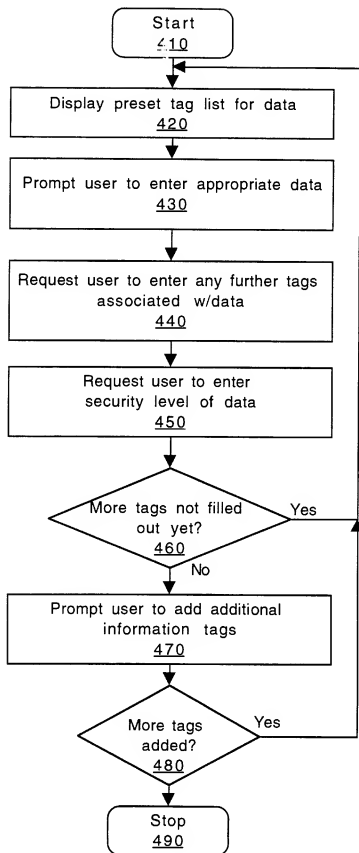 Start
410
Display preset tag list for data
420
Prompt user to enter appropriate data
430
Request user to enter any further tags
associated w/data
440
Request user to enter
security level of data
450
More tags not filled
out yet?
460
Yes
No
Prompt user to add additional
information tags
470
More tags
added?
480
Yes
Stop
490